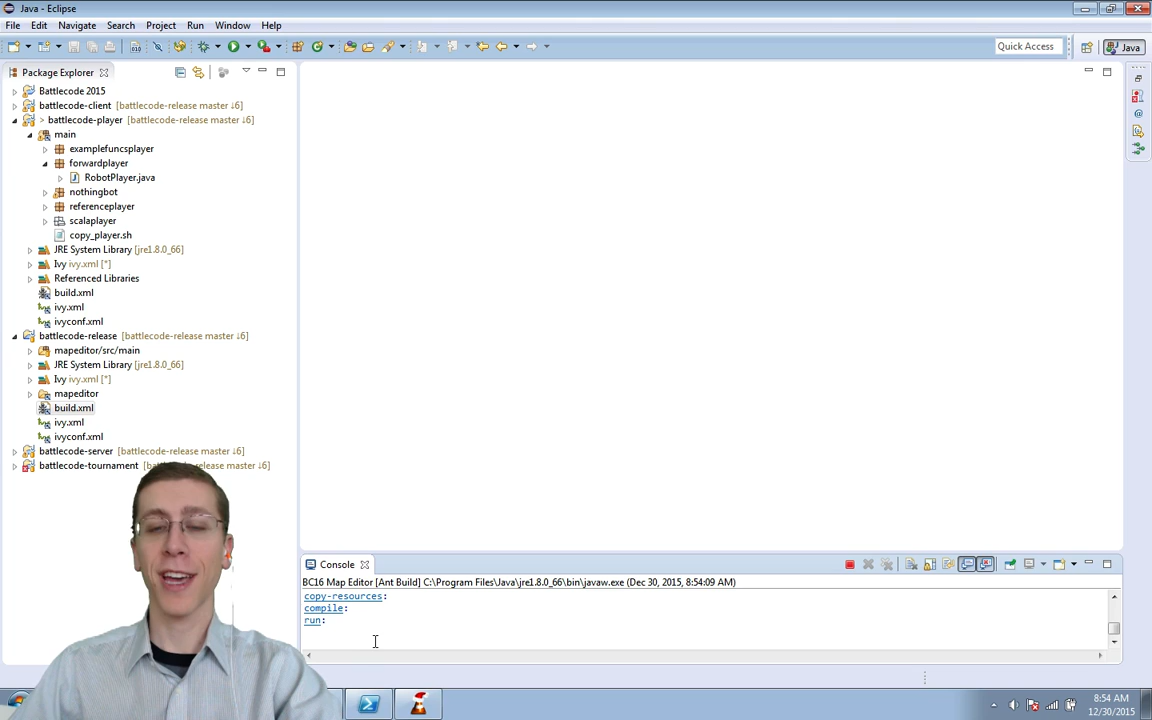 Java - Eclipse
File Edit Navigate Search Project Run Window Help
Quick Access
Java
Package Explorer
Battlecode 2015
battlecode-client [battlecode-release master ↓6]
> battlecode-player [battlecode-release master ↓6]
main
examplefuncsplayer
forwardplayer
RobotPlayer.java
nothingbot
referenceplayer
scalaplayer
copy_player.sh
JRE System Library [jre1.8.0_66]
Ivy ivy.xml [*]
Referenced Libraries
build.xml
ivy.xml
ivyconf.xml
battlecode-release [battlecode-release master ↓6]
mapeditor/src/main
JRE System Library [jre1.8.0_66]
Ivy ivy.xml [*]
mapeditor
build.xml
ivy.xml
ivyconf.xml
battlecode-server [battlecode-release master ↓6]
battlecode-tournament [battlecode-release master ↓6]
Console
BC16 Map Editor [Ant Build] C:\Program Files\Java\jre1.8.0_66\bin\javaw.exe (Dec 30, 2015, 8:54:09 AM)
copy-resources:
compile:
run:
8:54 AM
12/30/2015